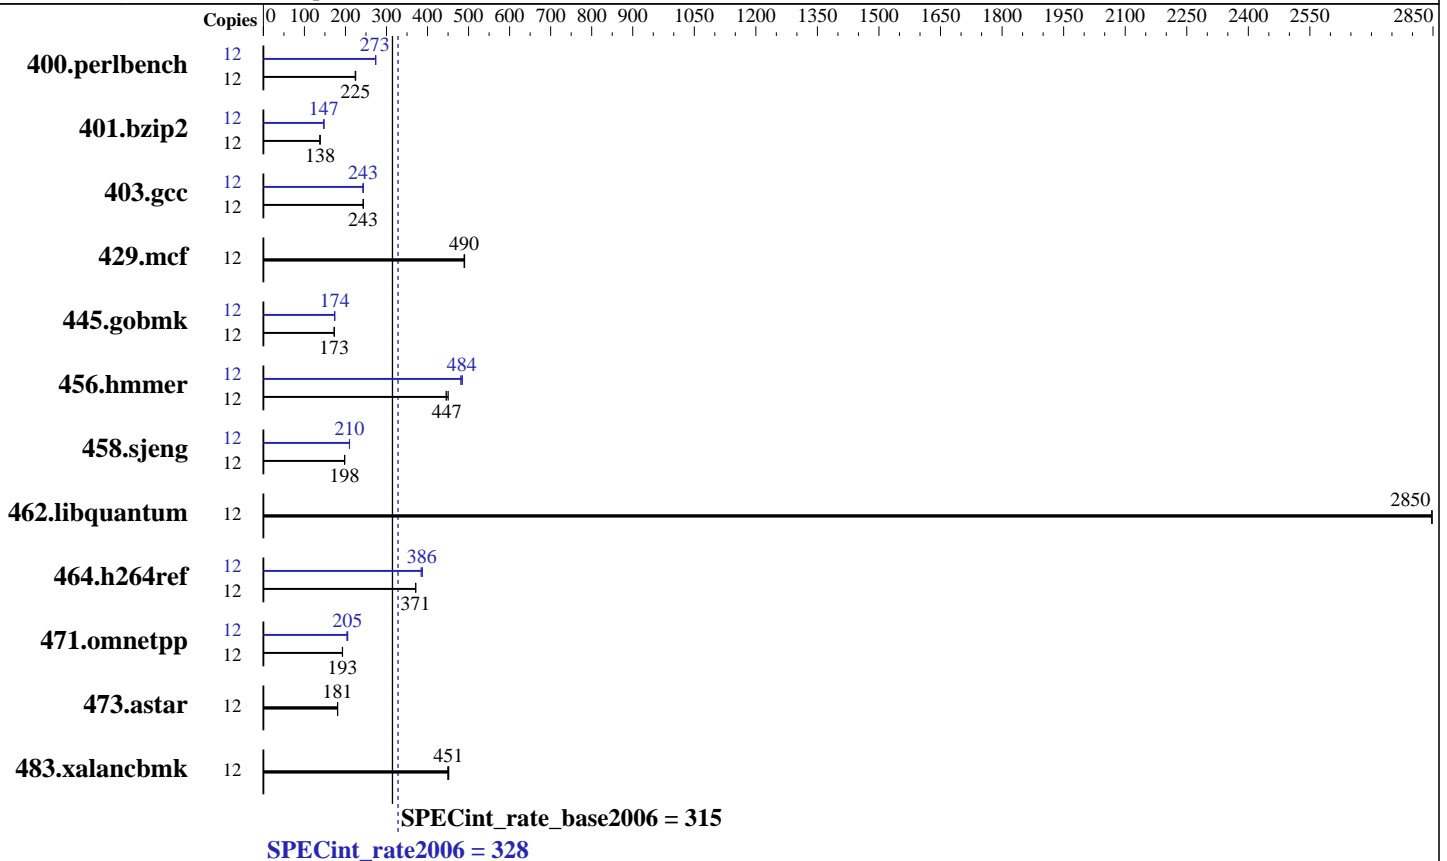 Copies 0 100 200 300 400 500 600 700 800 900 1050 1200 1350 1500 1650 1800 1950 2100 2250 2400 2550 2850
400.perlbench 12 273
12 225
401.bzip2 12 147
12 138
403.gcc 12 243
12 243
429.mcf 12 490
445.gobmk 12 174
12 173
456.hmmer 12 484
12 447
458.sjeng 12 210
12 198
462.libquantum 12 2850
464.h264ref 12 386
12 371
471.omnetpp 12 205
12 193
473.astar 12 181
483.xalancbmk 12 451
SPECint_rate_base2006 = 315
SPECint_rate2006 = 328